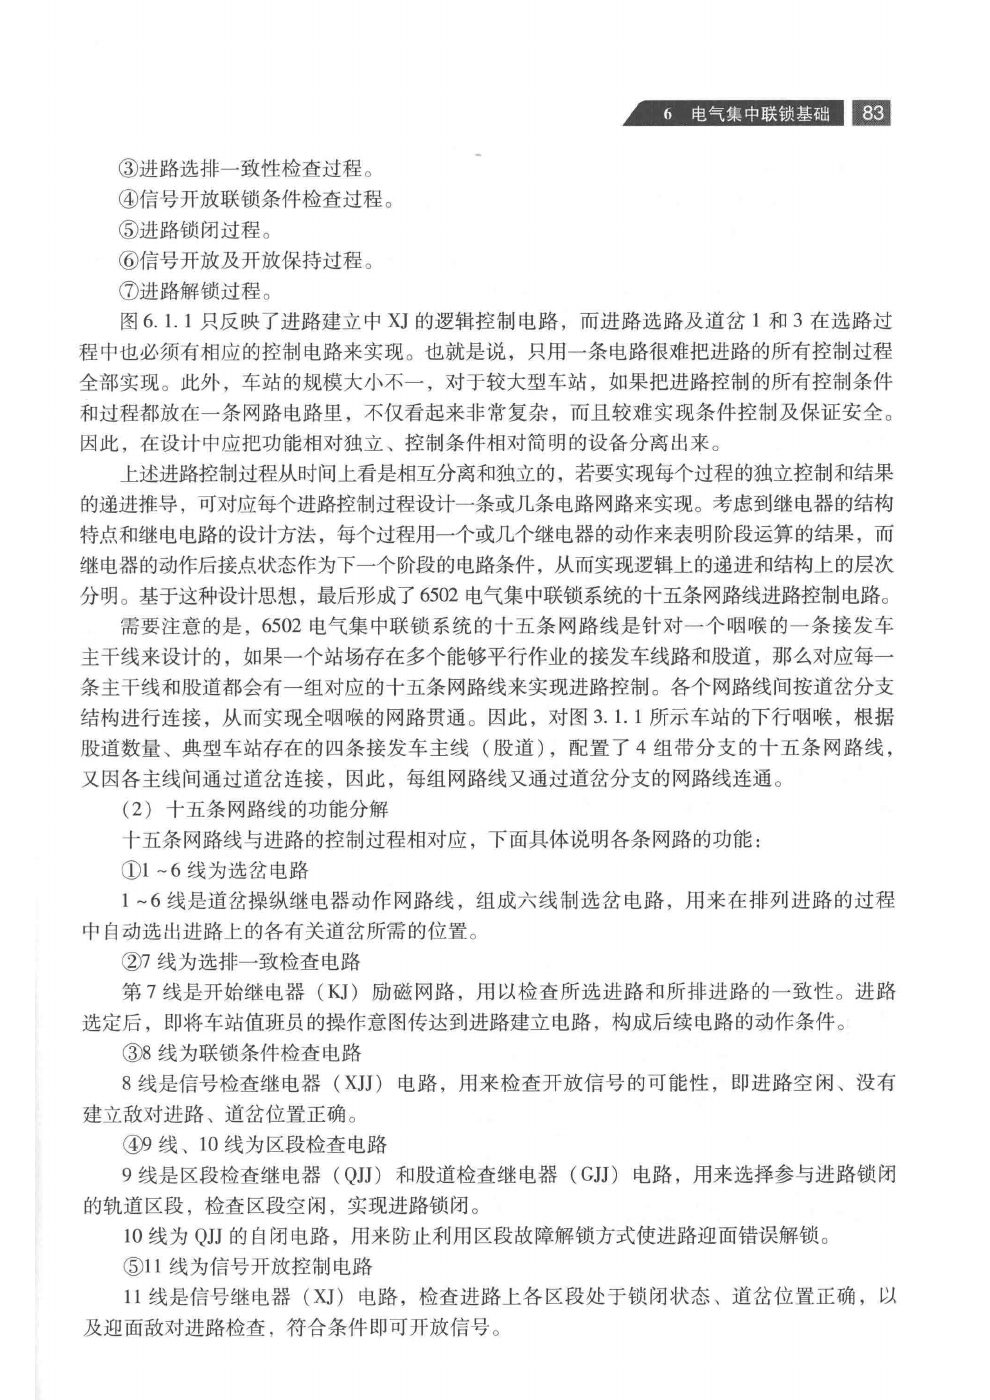 6 电气集中联锁基础 83
③进路选排一致性检查过程。
④信号开放联锁条件检查过程。
⑤进路锁闭过程。
⑥信号开放及开放保持过程。
⑦进路解锁过程。
图 6. 1. 1 只反映了进路建立中 XJ 的逻辑控制电路，而进路选路及道岔 1 和 3 在选路过
程中也必须有相应的控制电路来实现。也就是说，只用一条电路很难把进路的所有控制过程
全部实现。此外，车站的规模大小不一，对于较大型车站，如果把进路控制的所有控制条件
和过程都放在一条网路电路里，不仅看起来非常复杂，而且较难实现条件控制及保证安全。
因此，在设计中应把功能相对独立、控制条件相对简明的设备分离出来。
上述进路控制过程从时间上看是相互分离和独立的，若要实现每个过程的独立控制和结果
的递进推导，可对应每个进路控制过程设计一条或几条电路网路来实现。考虑到继电器的结构
特点和继电电路的设计方法，每个过程用一个或几个继电器的动作来表明阶段运算的结果，而
继电器的动作后接点状态作为下一个阶段的电路条件，从而实现逻辑上的递进和结构上的层次
分明。基于这种设计思想，最后形成了 6502 电气集中联锁系统的十五条网路线进路控制电路。
需要注意的是，6502 电气集中联锁系统的十五条网路线是针对一个咽喉的一条接发车
主干线来设计的，如果一个站场存在多个能够平行作业的接发车线路和股道，那么对应每一
条主干线和股道都会有一组对应的十五条网路线来实现进路控制。各个网路线间按道岔分支
结构进行连接，从而实现全咽喉的网路贯通。因此，对图 3. 1. 1 所示车站的下行咽喉，根据
股道数量、典型车站存在的四条接发车主线（股道），配置了 4 组带分支的十五条网路线，
又因各主线间通过道岔连接，因此，每组网路线又通过道岔分支的网路线连通。
（2）十五条网路线的功能分解
十五条网路线与进路的控制过程相对应，下面具体说明各条网路的功能：
①1 ~ 6 线为选岔电路
1 ~ 6 线是道岔操纵继电器动作网路线，组成六线制选岔电路，用来在排列进路的过程
中自动选出进路上的各有关道岔所需的位置。
②7 线为选排一致检查电路
第 7 线是开始继电器（KJ）励磁网路，用以检查所选进路和所排进路的一致性。进路
选定后，即将车站值班员的操作意图传达到进路建立电路，构成后续电路的动作条件。
③8 线为联锁条件检查电路
8 线是信号检查继电器（XJJ）电路，用来检查开放信号的可能性，即进路空闲、没有
建立敌对进路、道岔位置正确。
④9 线、10 线为区段检查电路
9 线是区段检查继电器（QJJ）和股道检查继电器（GJJ）电路，用来选择参与进路锁闭
的轨道区段，检查区段空闲，实现进路锁闭。
10 线为 QJJ 的自闭电路，用来防止利用区段故障解锁方式使进路迎面错误解锁。
⑤11 线为信号开放控制电路
11 线是信号继电器（XJ）电路，检查进路上各区段处于锁闭状态、道岔位置正确，以
及迎面敌对进路检查，符合条件即可开放信号。